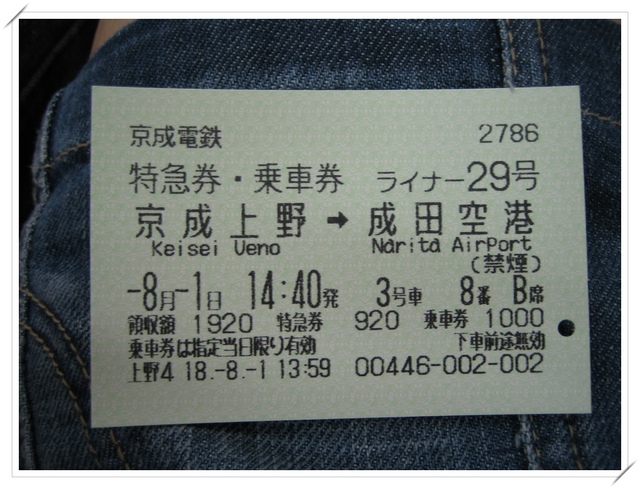 京成電鉄 2786
特急券・乗車券 ライナー29号
京成上野 → 成田空港
Keisei Ueno Narita Airport
(禁煙)
-8月-1日 14:40発 3号車 8番 B席
領収額 1920 特急券 920 乗車券 1000
乗車券は指定当日限り有効 下車前途無効
上野4 18.-8.-1 13:59 00446-002-002